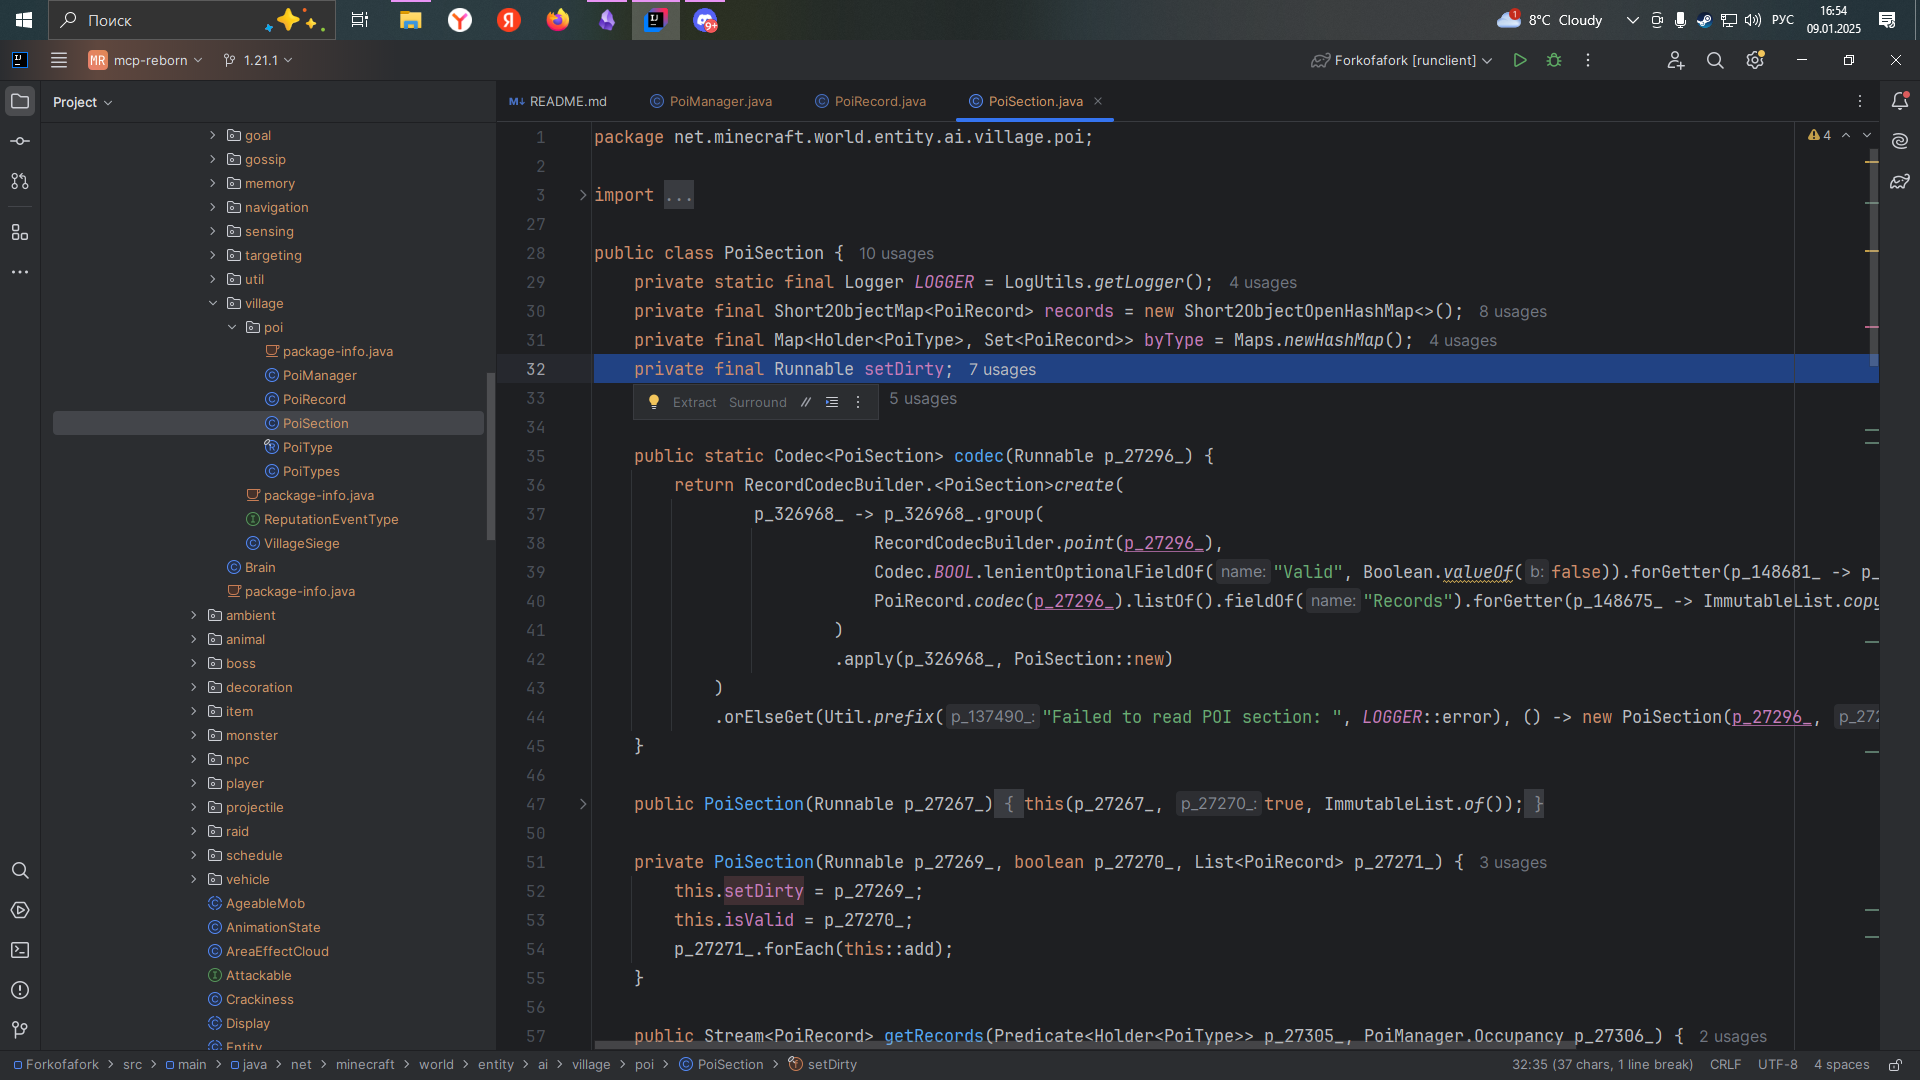 Поиск
9+
1
8°C Cloudy
РУС
16:54
09.01.2025
MR
mcp-reborn
1.21.1
Forkofafork [runclient]
Project
README.md
PoiManager.java
PoiRecord.java
PoiSection.java
goal
gossip
memory
navigation
sensing
targeting
util
village
poi
package-info.java
PoiManager
PoiRecord
PoiSection
PoiType
PoiTypes
package-info.java
ReputationEventType
VillageSiege
Brain
package-info.java
ambient
animal
boss
decoration
item
monster
npc
player
projectile
raid
schedule
vehicle
AgeableMob
AnimationState
AreaEffectCloud
Attackable
Crackiness
Display
Entity
4
1 package net.minecraft.world.entity.ai.village.poi;
2
3 import ...
27
28 public class PoiSection { 10 usages
29 private static final Logger LOGGER = LogUtils.getLogger(); 4 usages
30 private final Short2ObjectMap<PoiRecord> records = new Short2ObjectOpenHashMap<>(); 8 usages
31 private final Map<Holder<PoiType>, Set<PoiRecord>> byType = Maps.newHashMap(); 4 usages
32 private final Runnable setDirty; 7 usages
33 Extract Surround // 5 usages
34
35 public static Codec<PoiSection> codec(Runnable p_27296_) {
36 return RecordCodecBuilder.<PoiSection>create(
37 p_326968_ -> p_326968_.group(
38 RecordCodecBuilder.point(p_27296_),
39 Codec.BOOL.lenientOptionalFieldOf( name: "Valid", Boolean.valueOf( b: false)).forGetter(p_148681_ -> p_
40 PoiRecord.codec(p_27296_).listOf().fieldOf( name: "Records").forGetter(p_148675_ -> ImmutableList.copy
41 )
42 .apply(p_326968_, PoiSection::new)
43 )
44 .orElseGet(Util.prefix( p_137490_: "Failed to read POI section: ", LOGGER::error), () -> new PoiSection(p_27296_, p_272
45 }
46
47 public PoiSection(Runnable p_27267_) { this(p_27267_, p_27270_: true, ImmutableList.of()); }
50
51 private PoiSection(Runnable p_27269_, boolean p_27270_, List<PoiRecord> p_27271_) { 3 usages
52 this.setDirty = p_27269_;
53 this.isValid = p_27270_;
54 p_27271_.forEach(this::add);
55 }
56
57 public Stream<PoiRecord> getRecords(Predicate<Holder<PoiType>> p_27305_, PoiManager.Occupancy p_27306_) { 2 usages
Forkofafork > src > main > java > net > minecraft > world > entity > ai > village > poi > PoiSection > setDirty
32:35 (37 chars, 1 line break) CRLF UTF-8 4 spaces